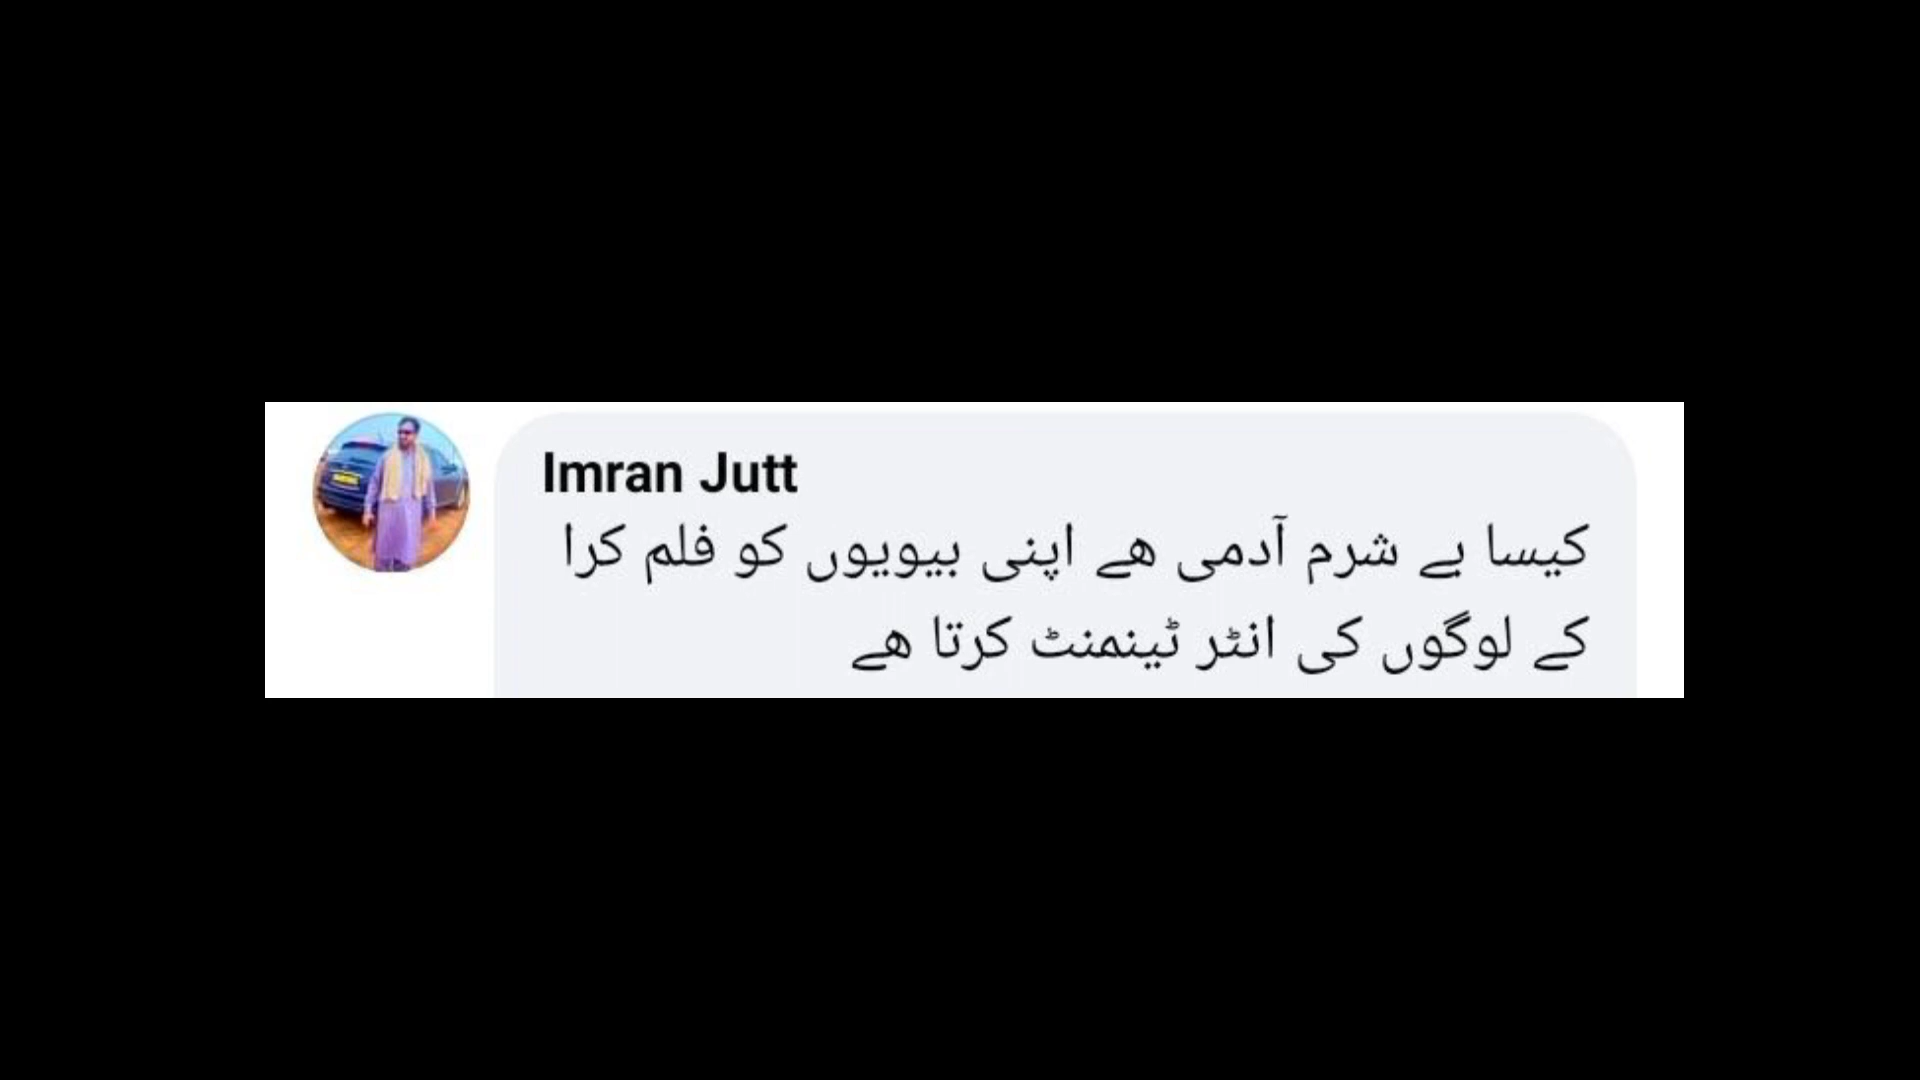 Imran Jutt
کیسا بے شرم آدمی ھے اپنی بیویوں کو فلم کرا
کے لوگوں کی انٹر ٹینمنٹ کرتا ھے